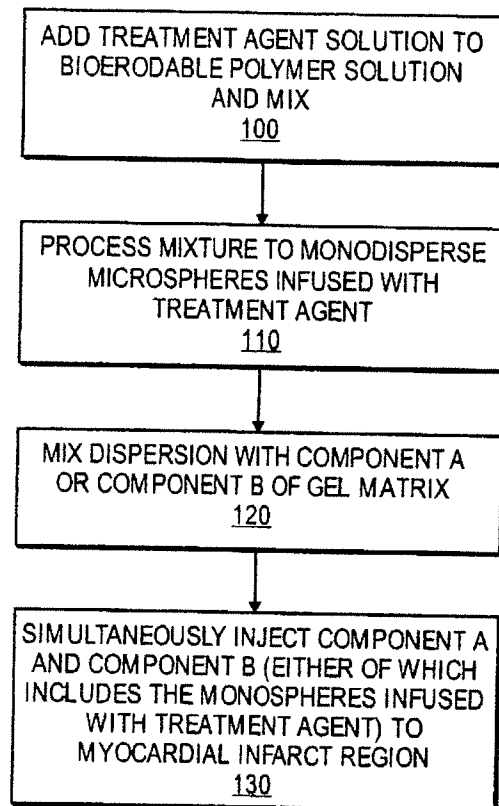 ADD TREATMENT AGENT SOLUTION TO
BIOERODABLE POLYMER SOLUTION
AND MIX
100
PROCESS MIXTURE TO MONODISPERSE
MICROSPHERES INFUSED WITH
TREATMENT AGENT
110
MIX DISPERSION WITH COMPONENT A
OR COMPONENT B OF GEL MATRIX
120
SIMULTANEOUSLY INJECT COMPONENT A
AND COMPONENT B (EITHER OF WHICH
INCLUDES THE MONOSPHERES INFUSED
WITH TREATMENT AGENT) TO
MYOCARDIAL INFARCT REGION
130